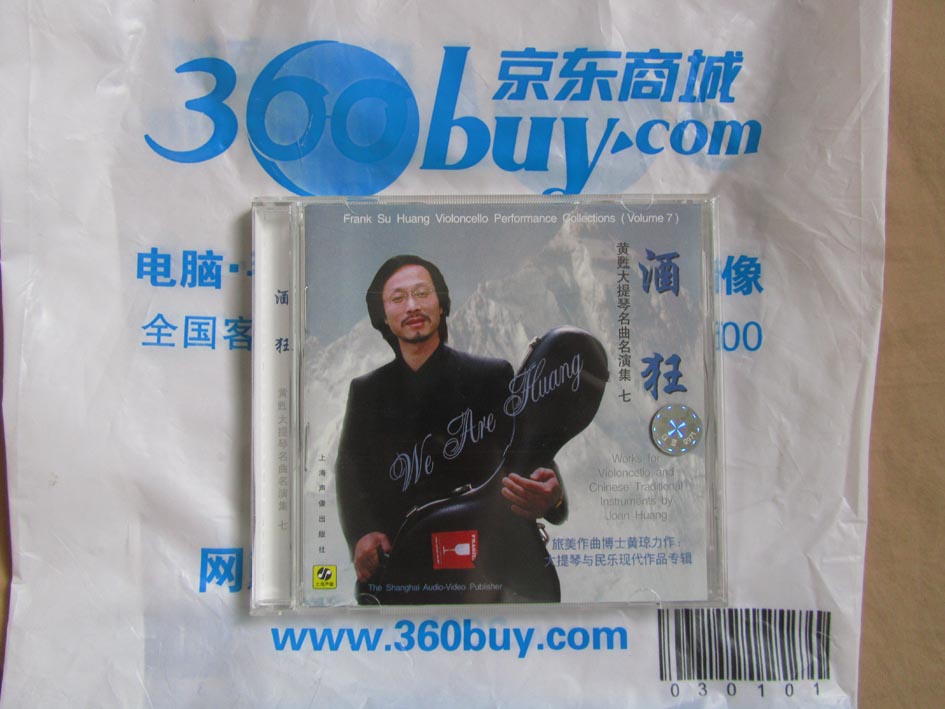 360buy.com
京东商城
Frank Su Huang Violoncello Performance Collections (Volume 7)
电脑·
像
全国客
00
酒狂
黄甦大提琴名曲名演集 七
酒狂
黄甦大提琴名曲名演集 七
We Are Huang
Works for
Violoncello and
Chinese Traditional
Instruments by
Joan Huang
上海声像出版社
旅美作曲博士黄琼力作:
大提琴与民乐现代作品专辑
上海声像
The Shanghai Audio-Video Publisher
网
www.360buy.com
030101